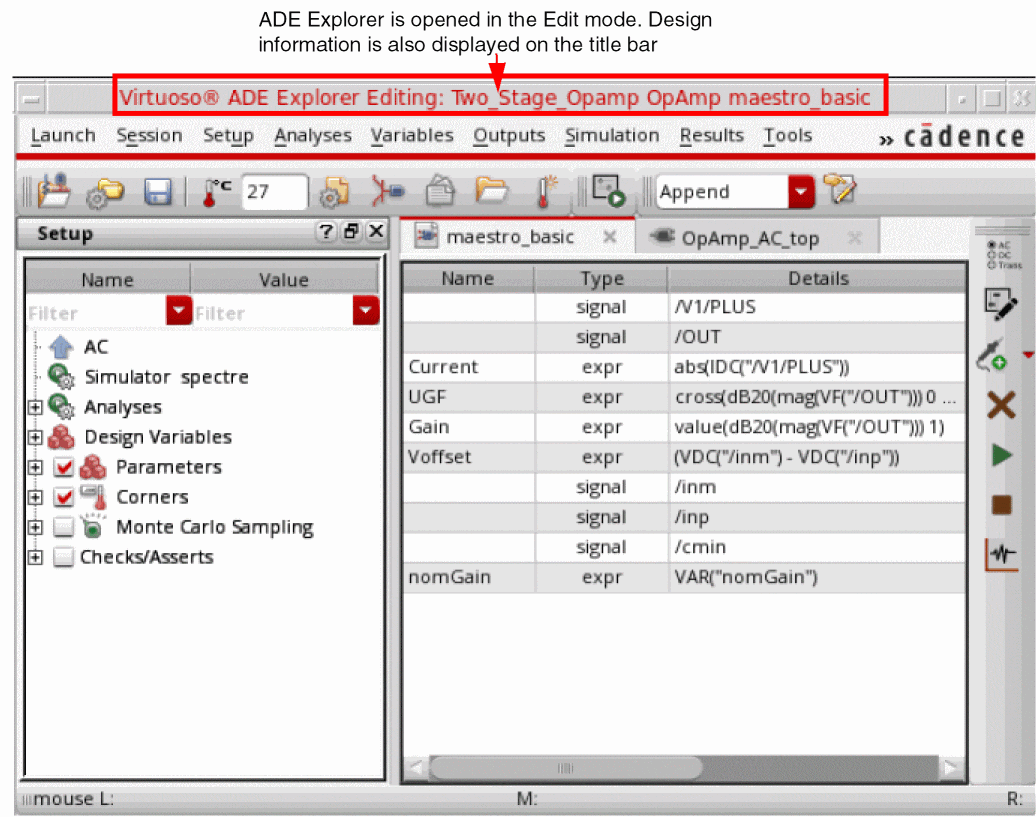 ADE Explorer is opened in the Edit mode. Design
information is also displayed on the title bar
Virtuoso® ADE Explorer Editing: Two_Stage_Opamp OpAmp maestro_basic
Launch Session Setup Analyses Variables Outputs Simulation Results Tools » cādence
°C 27 Append
Setup ? maestro_basic OpAmp_AC_top
AC
DC
Trans
Name Value
Filter Filter
AC
Simulator spectre
Analyses
Design Variables
Parameters
Corners
Monte Carlo Sampling
Checks/Asserts
Name Type Details
signal /V1/PLUS
signal /OUT
Current expr abs(IDC("/V1/PLUS"))
UGF expr cross(dB20(mag(VF("/OUT"))) 0 ...
Gain expr value(dB20(mag(VF("/OUT"))) 1)
Voffset expr (VDC("/inm") - VDC("/inp"))
signal /inm
signal /inp
signal /cmin
nomGain expr VAR("nomGain")
mouse L: M: R: